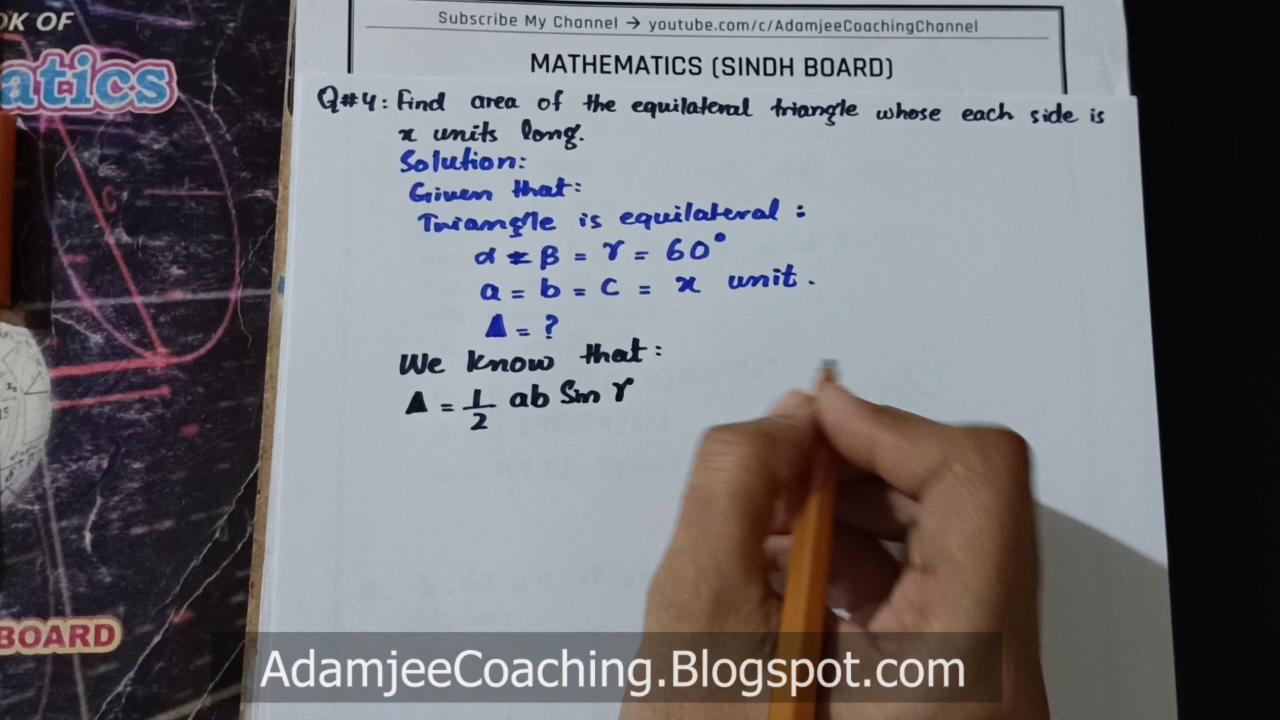 OK OF
atics
BOARD
Subscribe My Channel → youtube.com/c/AdamjeeCoachingChannel
MATHEMATICS (SINDH BOARD)
Q#4: Find area of the equilateral triangle whose each side is
x units long.
Solution:
Given that:
Triangle is equilateral:
α = β = γ = 60°
a = b = c = x unit.
Δ = ?
We know that:
Δ = 1/2 ab Sin γ
AdamjeeCoaching.Blogspot.com